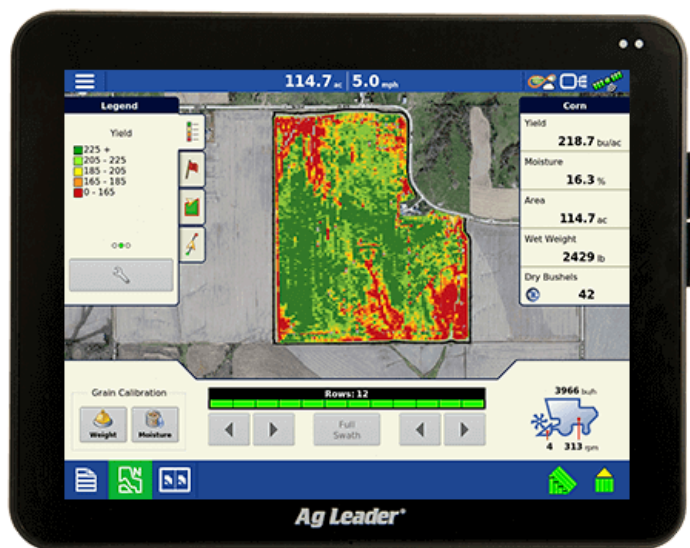 114.7 ac 5.0 mph
Legend
Yield
225 +
205 - 225
185 - 205
165 - 185
0 - 165
Corn
Yield
218.7 bu/ac
Moisture
16.3 %
Area
114.7 ac
Wet Weight
2429 lb
Dry Bushels
42
Grain Calibration
Weight
Moisture
Rows: 12
Full
Swath
3966 bu/h
4 313 rpm
N
Ag Leader